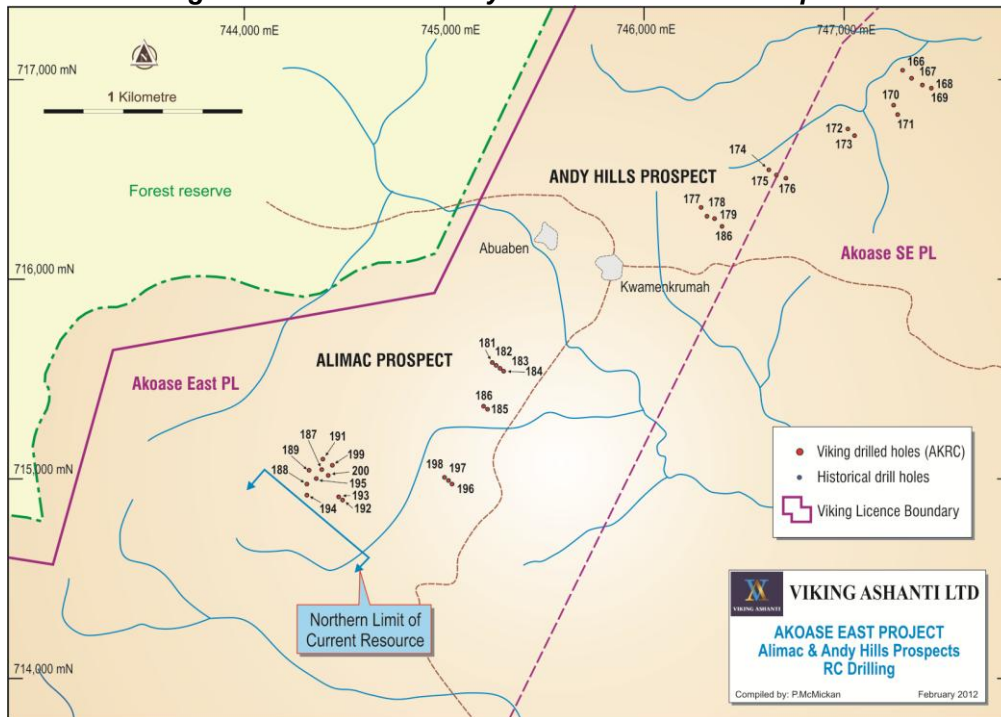 744,000 mE
745,000 mE
746,000 mE
747,000 mE
717,000 mN
716,000 mN
715,000 mN
714,000 mN
1 Kilometre
Forest reserve
166
167
168
169
170
171
172
173
174
175
176
ANDY HILLS PROSPECT
177
178
179
186
Abuaben
Kwamenkrumah
Akoase SE PL
ALIMAC PROSPECT
Akoase East PL
181
182
183
184
186
185
187
191
199
189
200
188
195
193
194
192
198
197
196
Northern Limit of
Current Resource
Viking drilled holes (AKRC)
Historical drill holes
Viking Licence Boundary
VIKING ASHANTI
VIKING ASHANTI LTD
AKOASE EAST PROJECT
Alimac & Andy Hills Prospects
RC Drilling
Compiled by: P.McMickan
February 2012